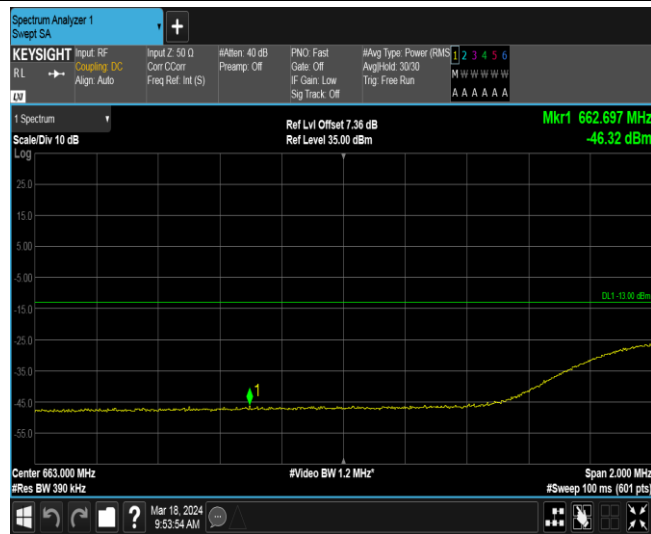 Spectrum Analyzer 1
Swept SA
KEYSIGHT Input: RF Input Z: 50 Ω #Atten: 40 dB PNO: Fast #Avg Type: Power (RMS 1 2 3 4 5 6
RL Coupling: DC Corr CCorr Preamp: Off Gate: Off Avg|Hold: 30/30 M W W W W W
Align: Auto Freq Ref: Int (S) IF Gain: Low Trig: Free Run
Sig Track: Off A A A A A A
1 Spectrum Ref Lvl Offset 7.36 dB Mkr1 662.697 MHz
Scale/Div 10 dB Ref Level 35.00 dBm -46.32 dBm
Log
25.0
15.0
5.00
-5.00
DL1 -13.00 dBm
-15.0
-25.0
-35.0
1
-45.0
-55.0
Center 663.000 MHz #Video BW 1.2 MHz* Span 2.000 MHz
#Res BW 390 kHz #Sweep 100 ms (601 pts)
? Mar 18, 2024
9:53:54 AM